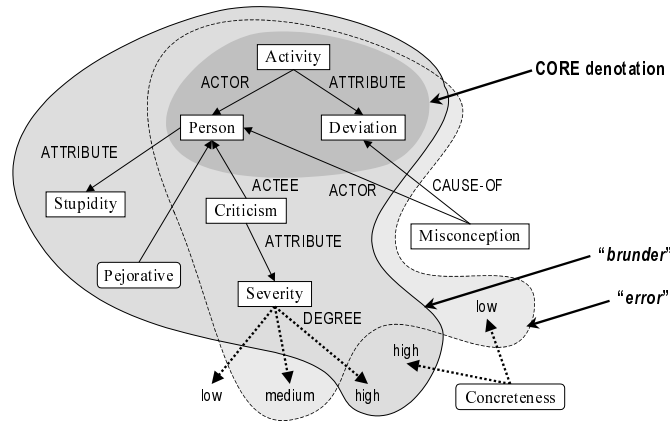 Activity
CORE denotation
ACTOR
ATTRIBUTE
Person
Deviation
ATTRIBUTE
ACTEE
ACTOR
CAUSE-OF
Stupidity
Criticism
Misconception
ATTRIBUTE
Pejorative
"brunder"
Severity
"error"
low
DEGREE
high
low
medium
high
Concreteness